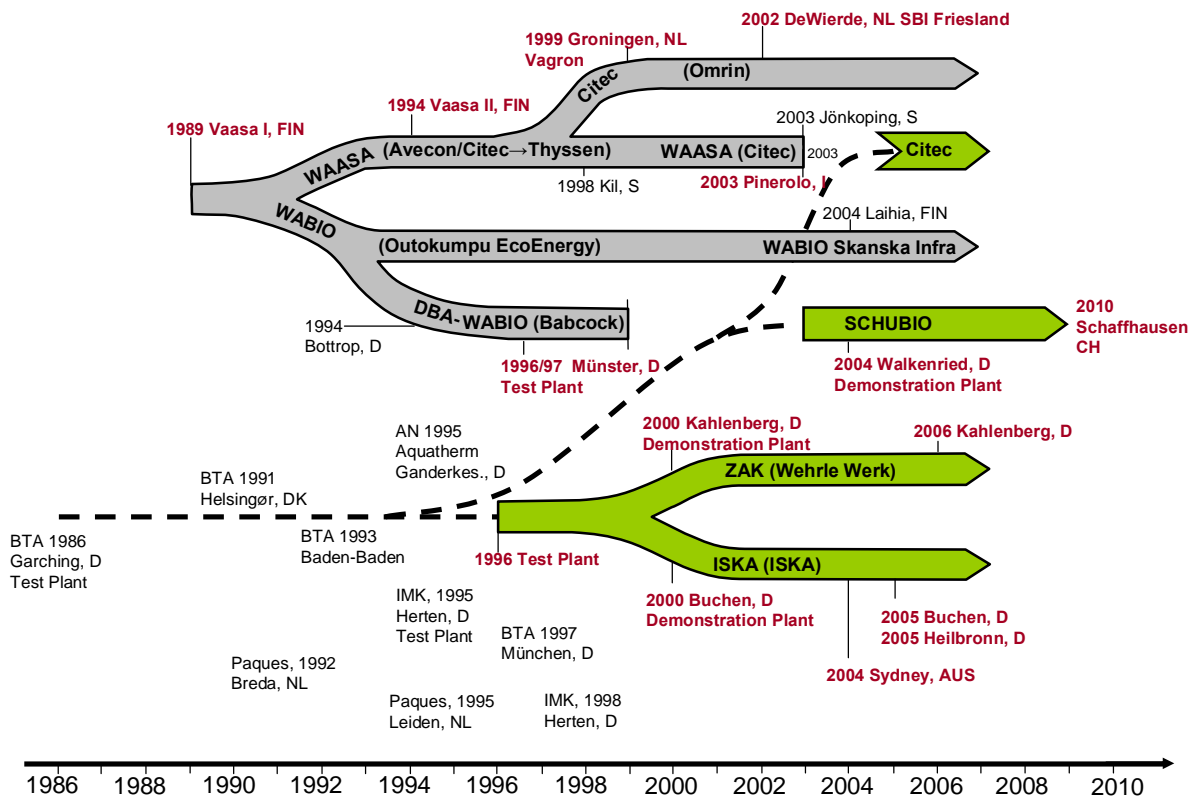 2002 DeWierde, NL SBI Friesland
1999 Groningen, NL
Vagron
Citec
(Omrin)
1994 Vaasa II, FIN
1989 Vaasa I, FIN
2003 Jönkoping, S
WAASA
(Avecon/Citec→Thyssen)
WAASA (Citec)
2003
Citec
1998 Kil, S
2003 Pinerolo, I
WABIO
2004 Laihia, FIN
(Outokumpu EcoEnergy)
WABIO Skanska Infra
DBA-WABIO (Babcock)
1994
Bottrop, D
1996/97 Münster, D
Test Plant
SCHUBIO
2010
Schaffhausen
CH
2004 Walkenried, D
Demonstration Plant
AN 1995
Aquatherm
Ganderkes., D
2000 Kahlenberg, D
Demonstration Plant
2006 Kahlenberg, D
BTA 1991
Helsingør, DK
ZAK (Wehrle Werk)
BTA 1986
Garching, D
Test Plant
BTA 1993
Baden-Baden
1996 Test Plant
ISKA (ISKA)
IMK, 1995
Herten, D
Test Plant
2000 Buchen, D
Demonstration Plant
2005 Buchen, D
2005 Heilbronn, D
BTA 1997
München, D
2004 Sydney, AUS
Paques, 1992
Breda, NL
Paques, 1995
Leiden, NL
IMK, 1998
Herten, D
1986 1988 1990 1992 1994 1996 1998 2000 2002 2004 2006 2008 2010